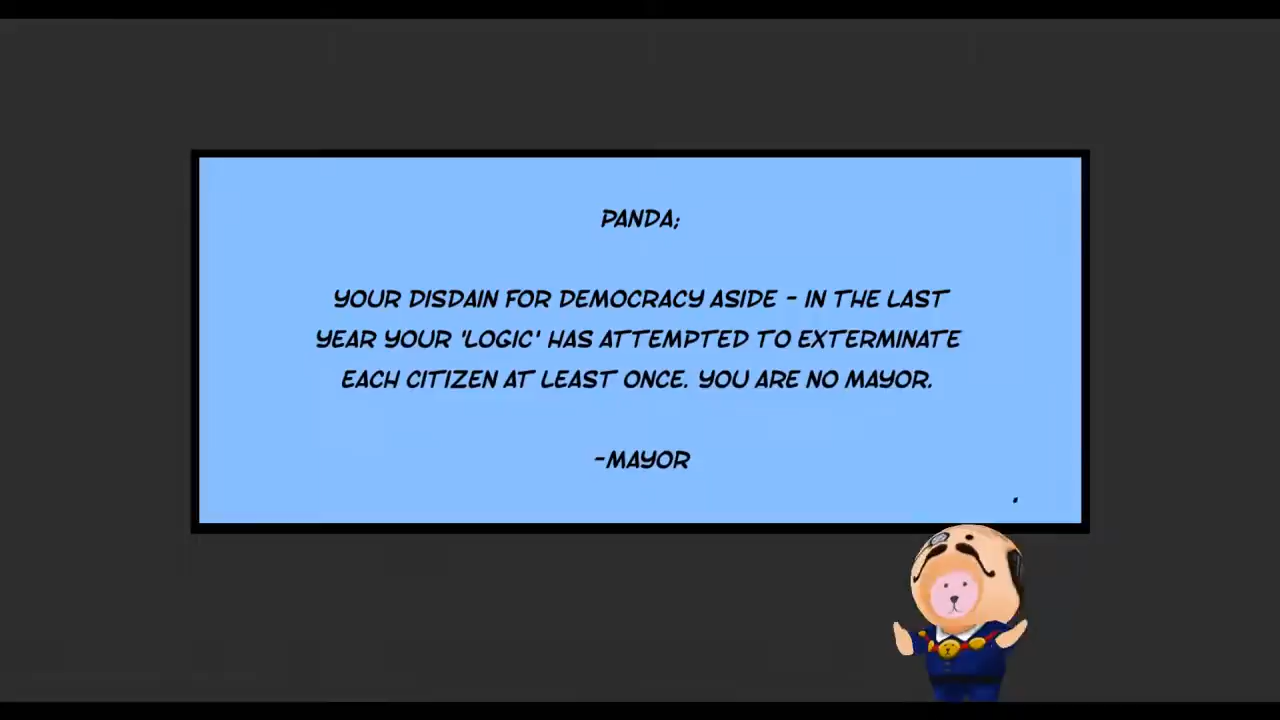 PANDA;
YOUR DISDAIN FOR DEMOCRACY ASIDE - IN THE LAST
YEAR YOUR 'LOGIC' HAS ATTEMPTED TO EXTERMINATE
EACH CITIZEN AT LEAST ONCE. YOU ARE NO MAYOR.
-MAYOR